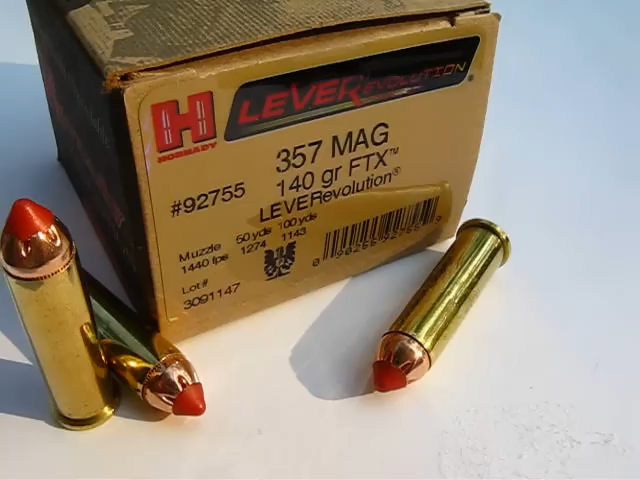 LEVEREVOLUTION®
H
HORNADY
357 MAG
140 gr FTX™
#92755
LEVERevolution®
Muzzle 50 yds 100 yds
1440 fps 1274 1143
Lot#
3091147